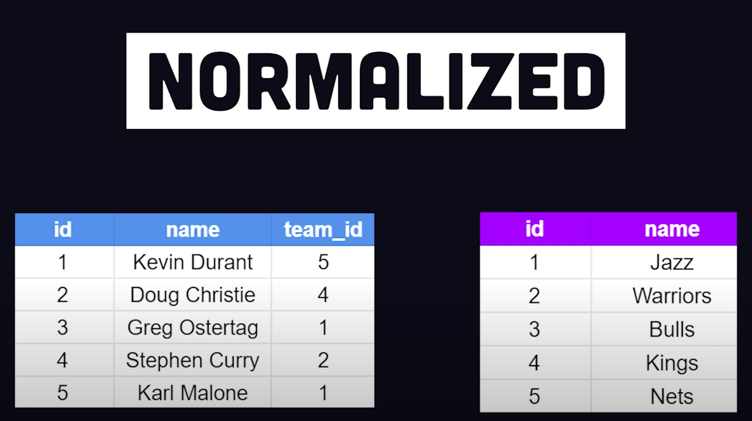 NORMALIZED
id name team_id
1 Kevin Durant 5
2 Doug Christie 4
3 Greg Ostertag 1
4 Stephen Curry 2
5 Karl Malone 1
id name
1 Jazz
2 Warriors
3 Bulls
4 Kings
5 Nets